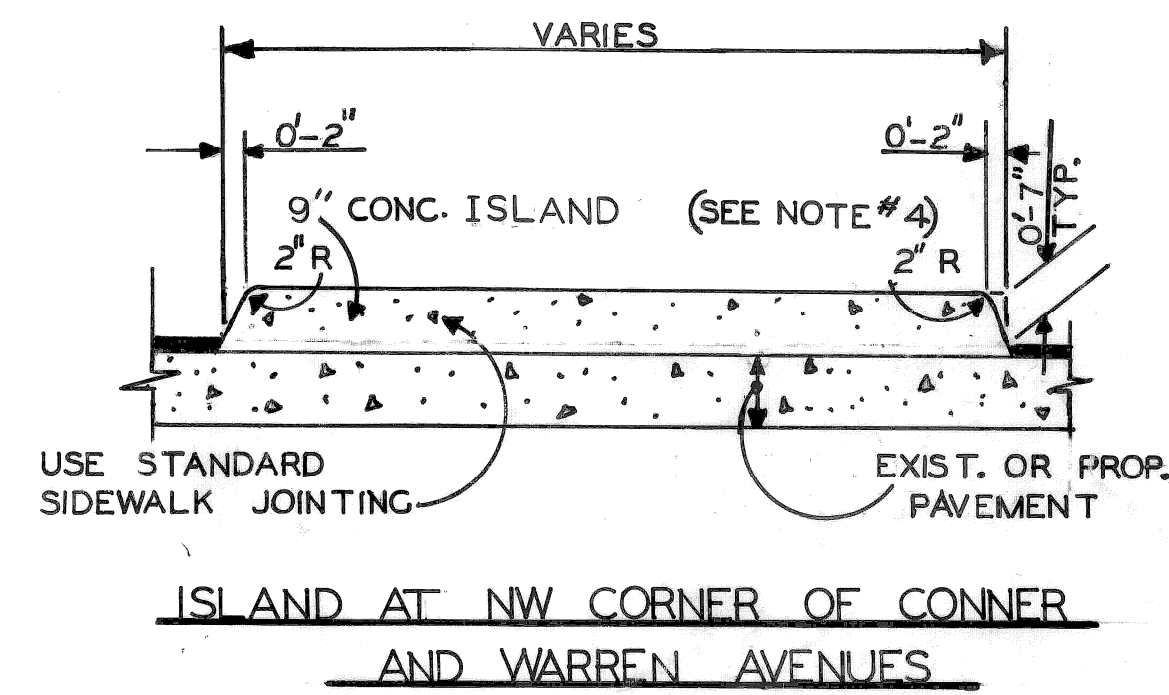 VARIES
0'-2"
0'-2"
0'-7"
TYP.
9" CONC. ISLAND (SEE NOTE #4)
2" R
2" R
USE STANDARD
SIDEWALK JOINTING
EXIST. OR PROP.
PAVEMENT
ISLAND AT NW CORNER OF CONNER
AND WARREN AVENUES